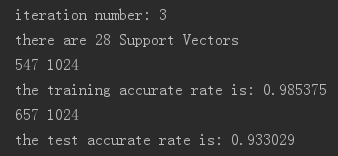 iteration number: 3
there are 28 Support Vectors
547 1024
the training accurate rate is: 0.985375
657 1024
the test accurate rate is: 0.933029